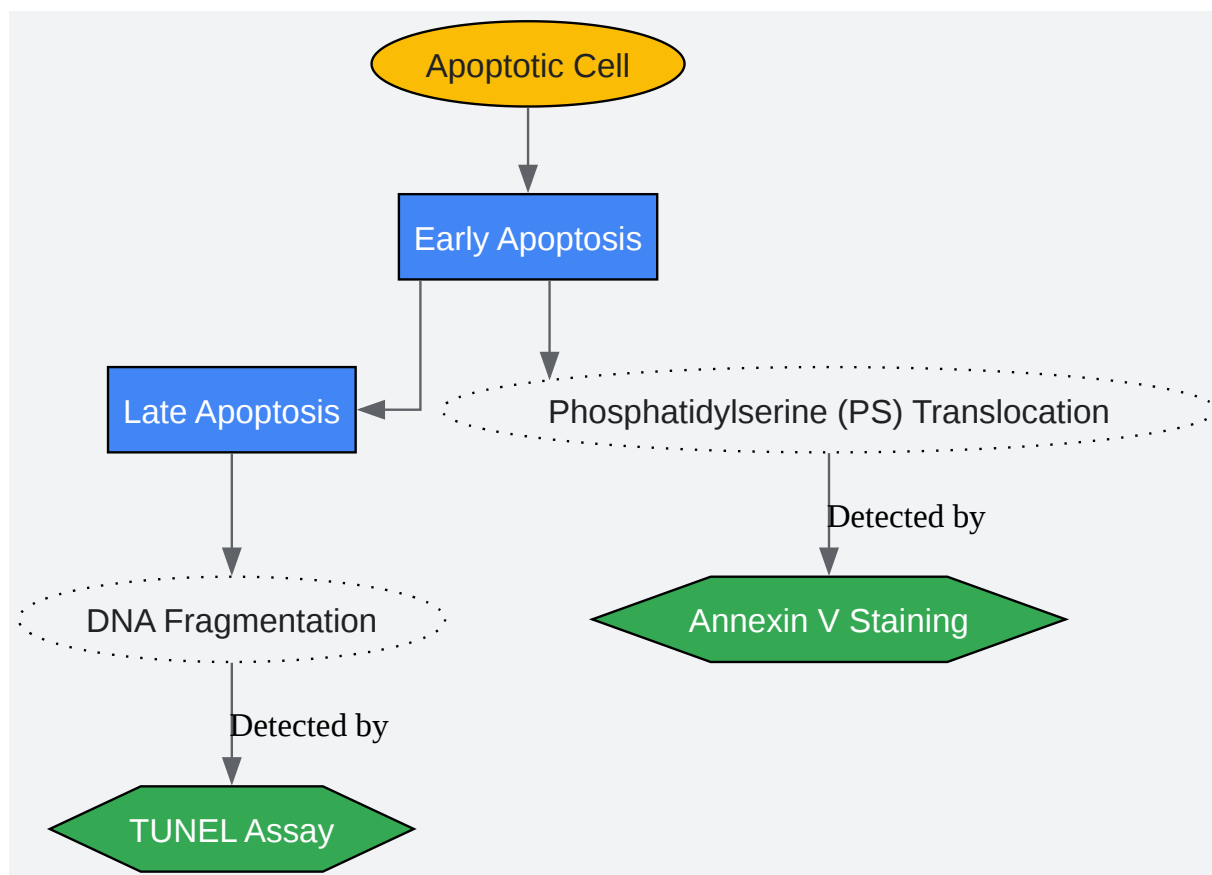 Apoptotic Cell
Early Apoptosis
Late Apoptosis
Phosphatidylserine (PS) Translocation
Detected by
DNA Fragmentation
Annexin V Staining
Detected by
TUNEL Assay